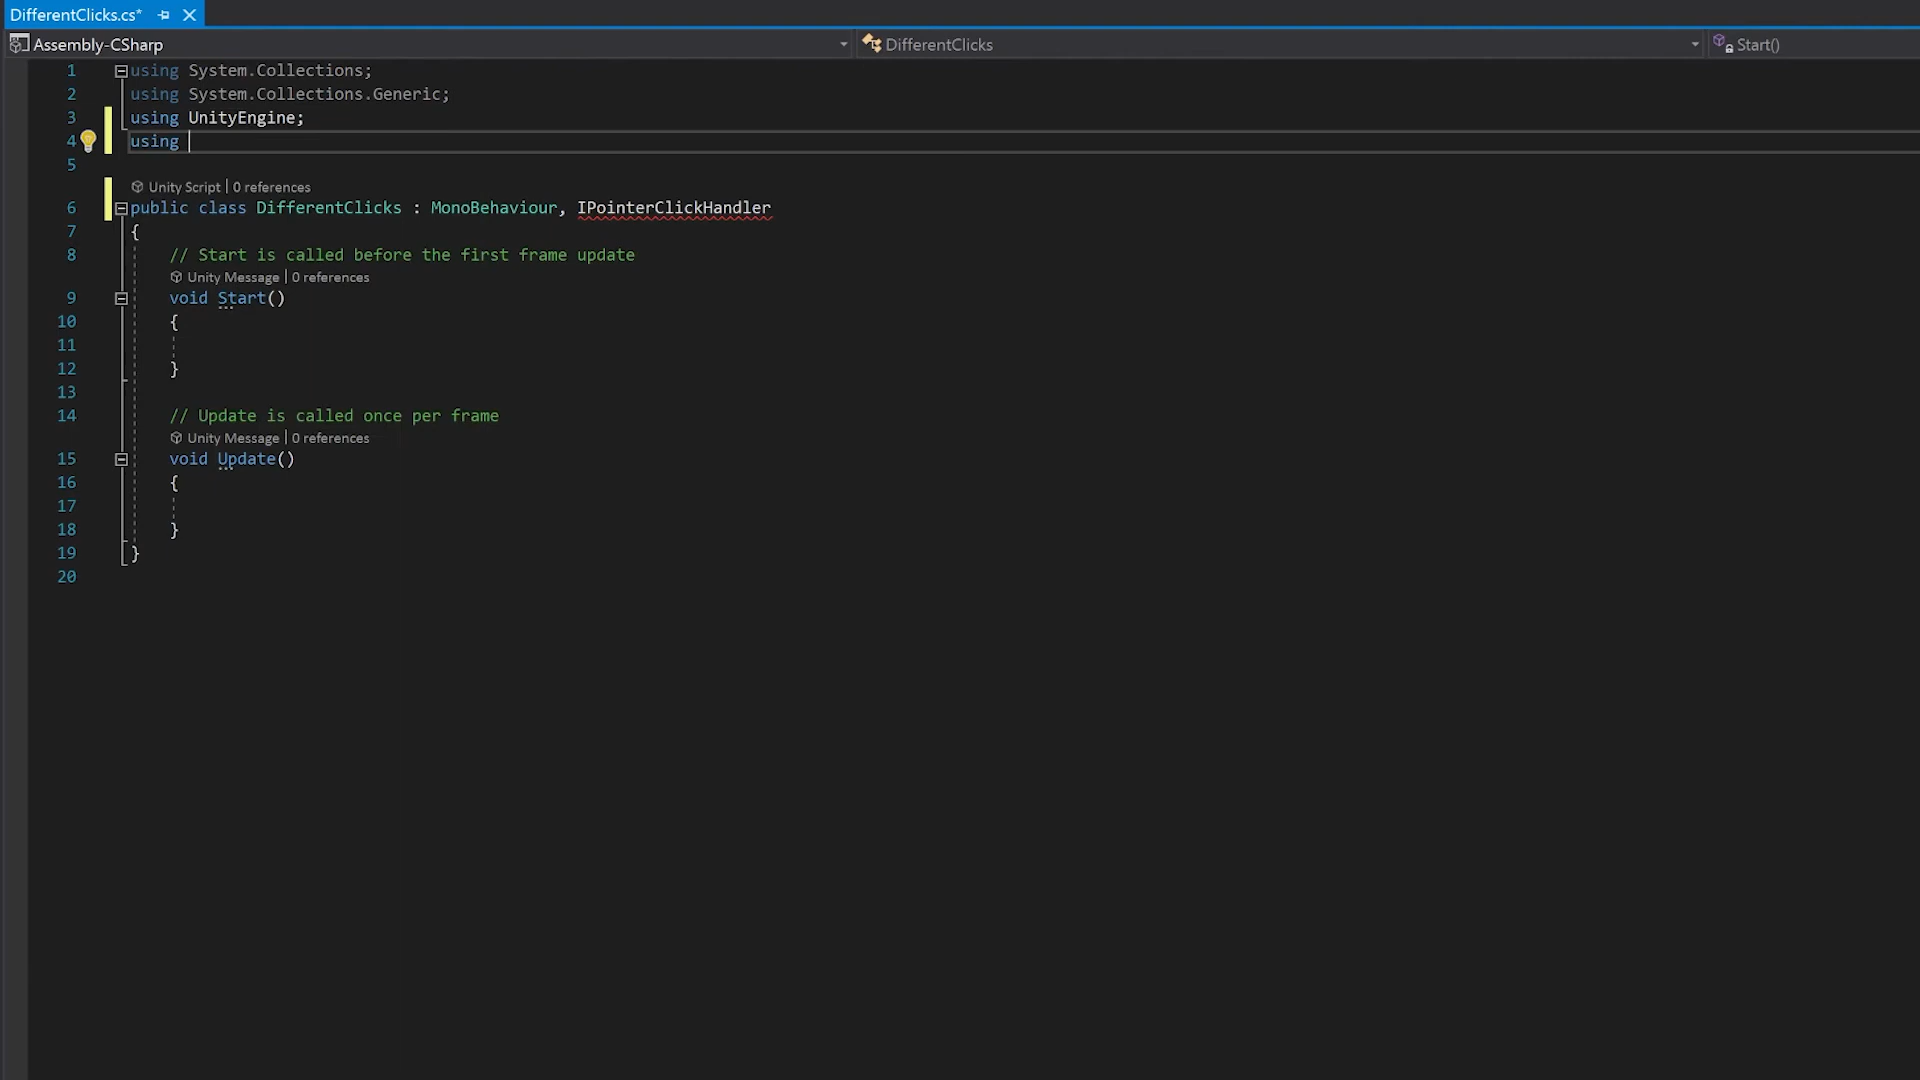 DifferentClicks.cs*
Assembly-CSharp DifferentClicks Start()
1 using System.Collections;
2 using System.Collections.Generic;
3 using UnityEngine;
4 using
5
Unity Script | 0 references
6 public class DifferentClicks : MonoBehaviour, IPointerClickHandler
7 {
8 // Start is called before the first frame update
Unity Message | 0 references
9 void Start()
10 {
11
12 }
13
14 // Update is called once per frame
Unity Message | 0 references
15 void Update()
16 {
17
18 }
19 }
20